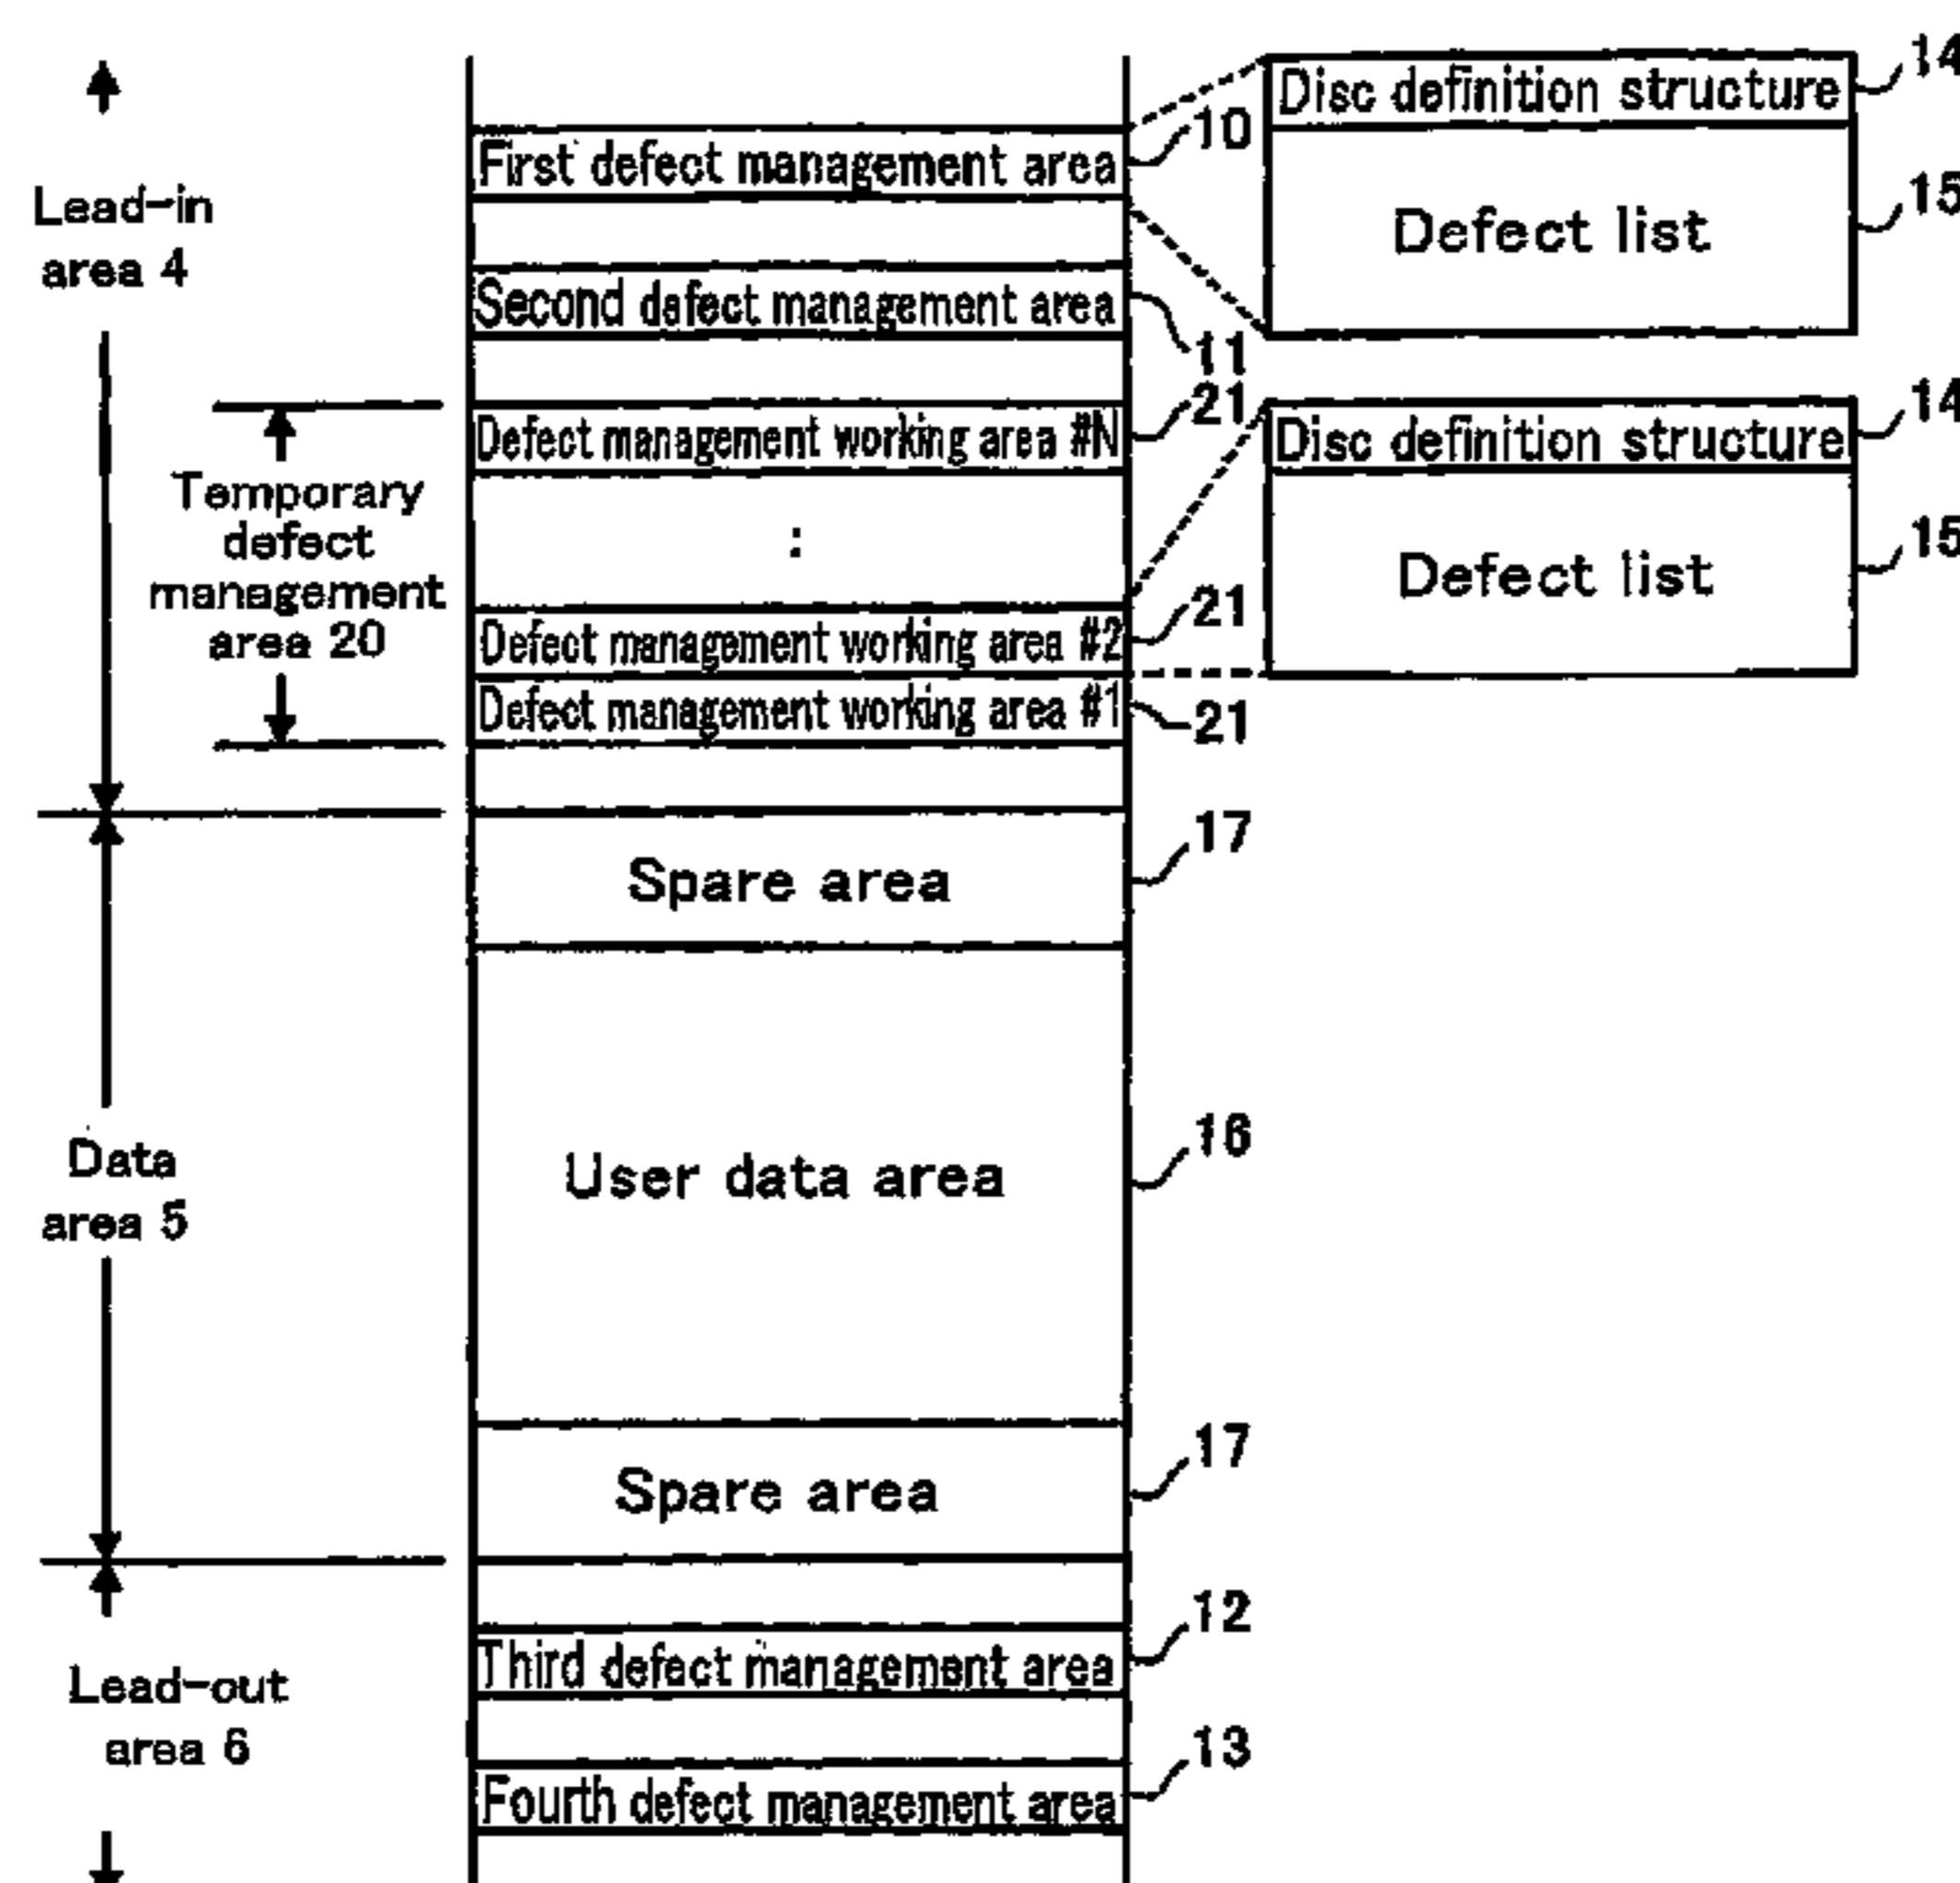 Lead-in
area 4
Temporary
defect
management
area 20
Data
area 5
Lead-out
area 6
First defect management area
10
Second defect management area
11
Defect management working area #N
21
:
Defect management working area #2
21
Defect management working area #1
21
Spare area
17
User data area
16
Spare area
17
Third defect management area
12
Fourth defect management area
13
Disc definition structure
14
Defect list
15
Disc definition structure
14
Defect list
15